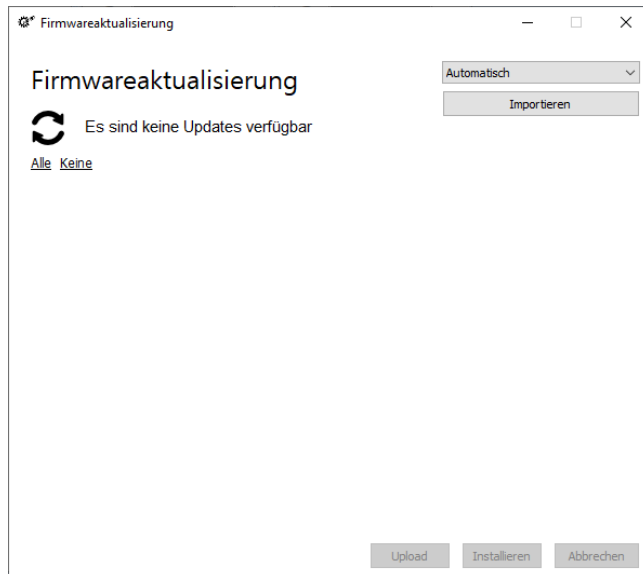 Firmwareaktualisierung
Firmwareaktualisierung
Automatisch
Importieren
Es sind keine Updates verfügbar
Alle Keine
Upload Installieren Abbrechen